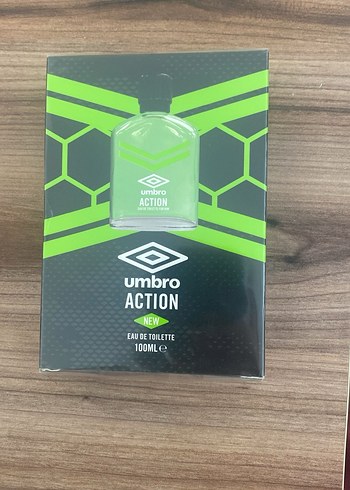 umbro
ACTION
umbro
ACTION
NEW
EAU DE TOILETTE
100ML ℮